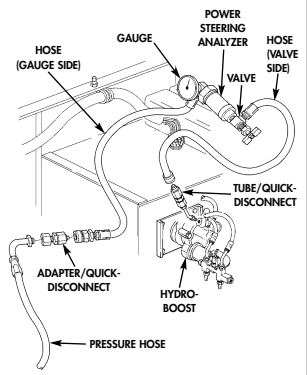 POWER
STEERING
ANALYZER
GAUGE
HOSE
(GAUGE SIDE)
HOSE
(VALVE
SIDE)
VALVE
TUBE/QUICK-
DISCONNECT
ADAPTER/QUICK-
DISCONNECT
HYDRO-
BOOST
PRESSURE HOSE